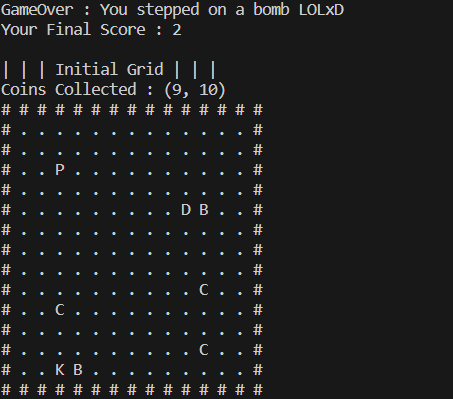 GameOver : You stepped on a bomb LOLxD
Your Final Score : 2
| | | Initial Grid | | |
Coins Collected : (9, 10)
# # # # # # # # # # # # # # #
# . . . . . . . . . . . . . #
# . . . . . . . . . . . . . #
# . . P . . . . . . . . . . #
# . . . . . . . . . . . . . #
# . . . . . . . . . D B . . #
# . . . . . . . . . . . . . #
# . . . . . . . . . . . . . #
# . . . . . . . . . . . . . #
# . . . . . . . . . . C . . #
# . . C . . . . . . . . . . #
# . . . . . . . . . . . . . #
# . . . . . . . . . . C . . #
# . . K B . . . . . . . . . #
# # # # # # # # # # # # # # #